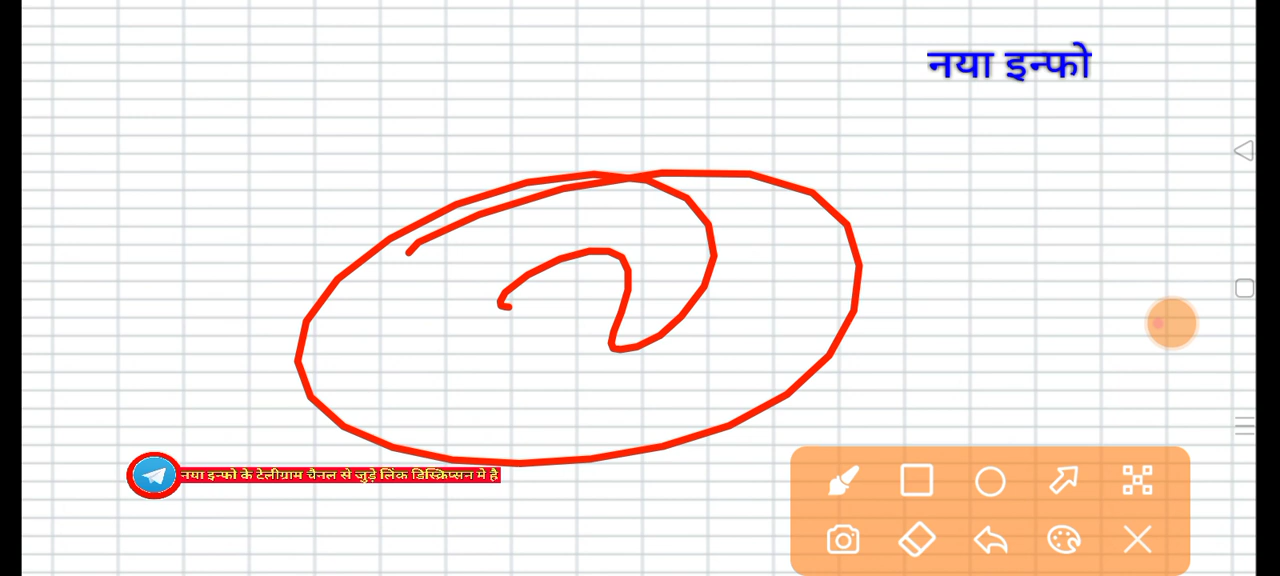 नया इन्फो
नया इन्फो के टेलीग्राम चैनल से जुड़े लिंक डिस्क्रिप्सन मे है